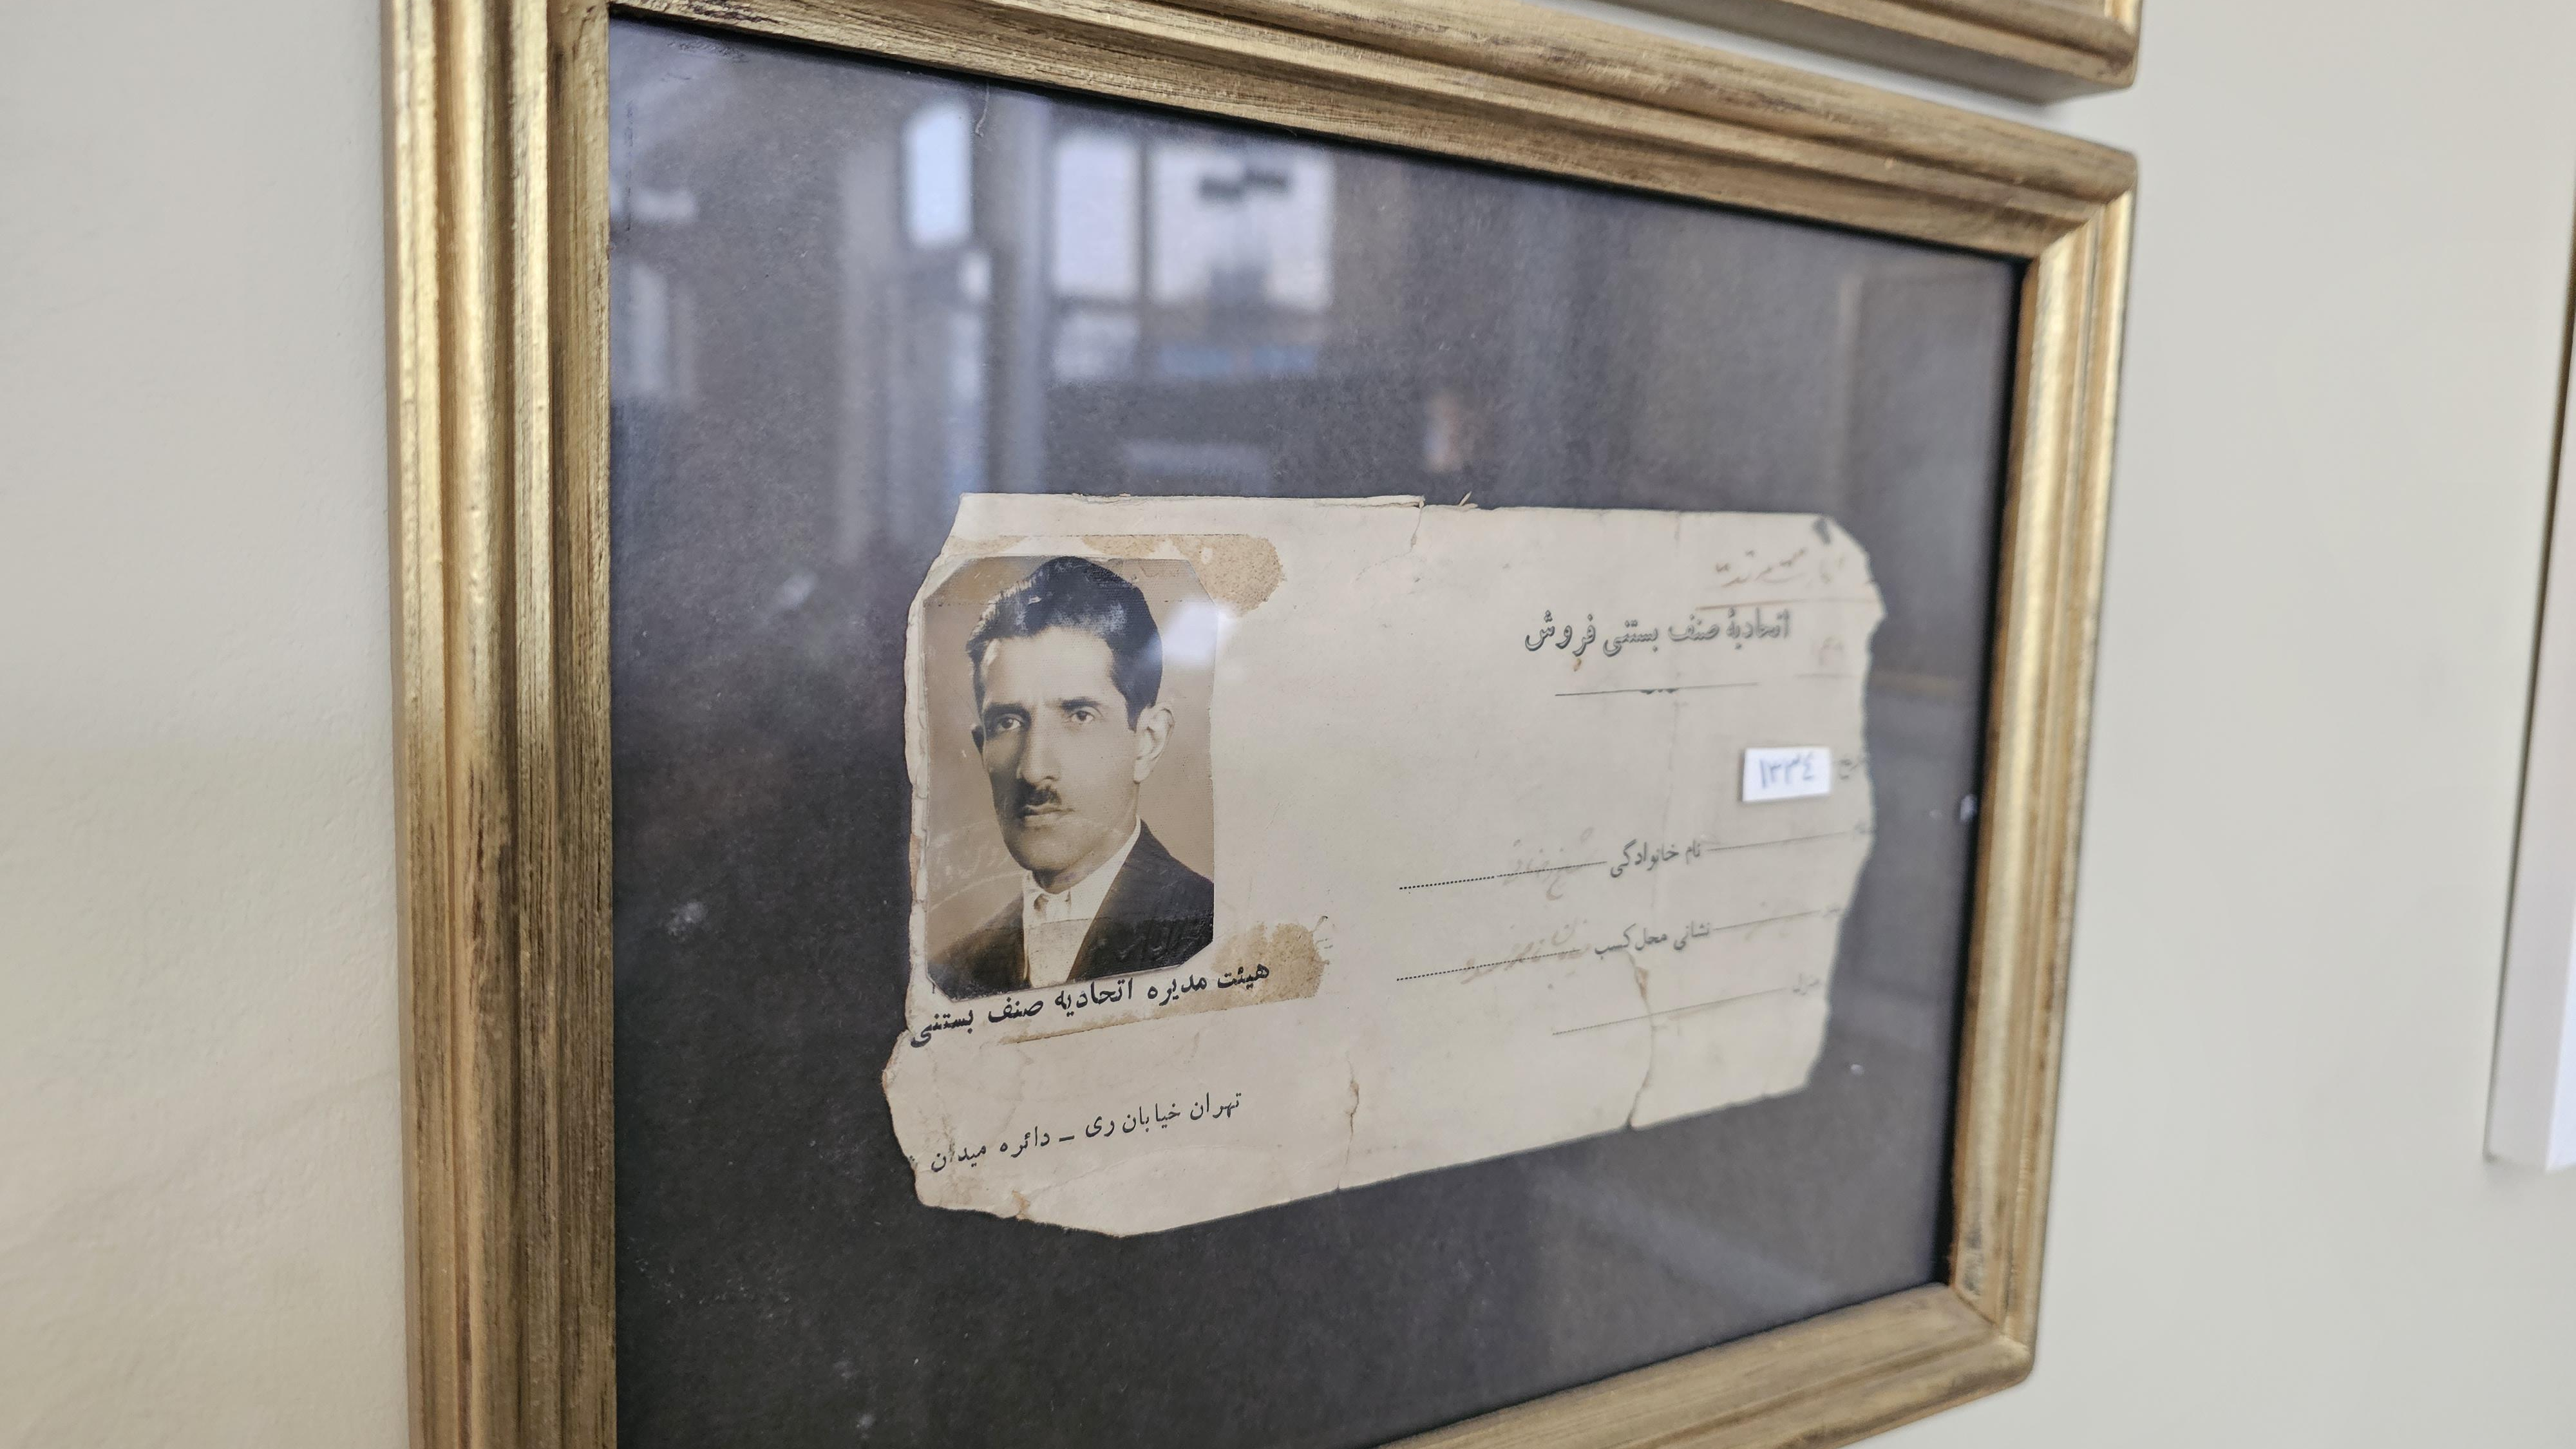 اتحادیهٔ صنف بستنی فروش
١٣٣٤
نام خانوادگی
نشانی محل کسب
هیئت مدیره اتحادیه صنف بستنی
تهران خیابان ری ـ دائره میدان